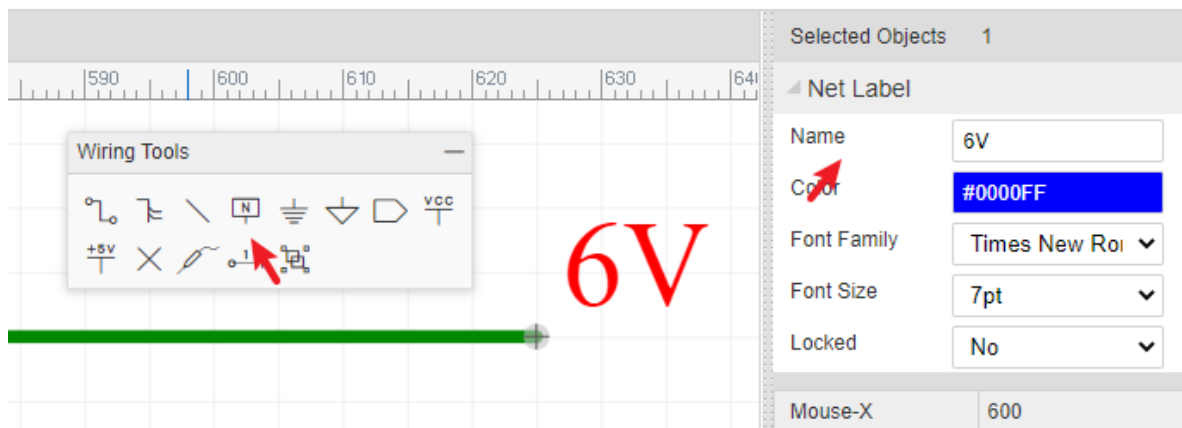 Selected Objects 1
590 600 610 620 630 640
Net Label
Name 6V
Wiring Tools
Color #0000FF
N VCC
Font Family Times New Ro
+5V 1
6V
Font Size 7pt
Locked No
Mouse-X 600